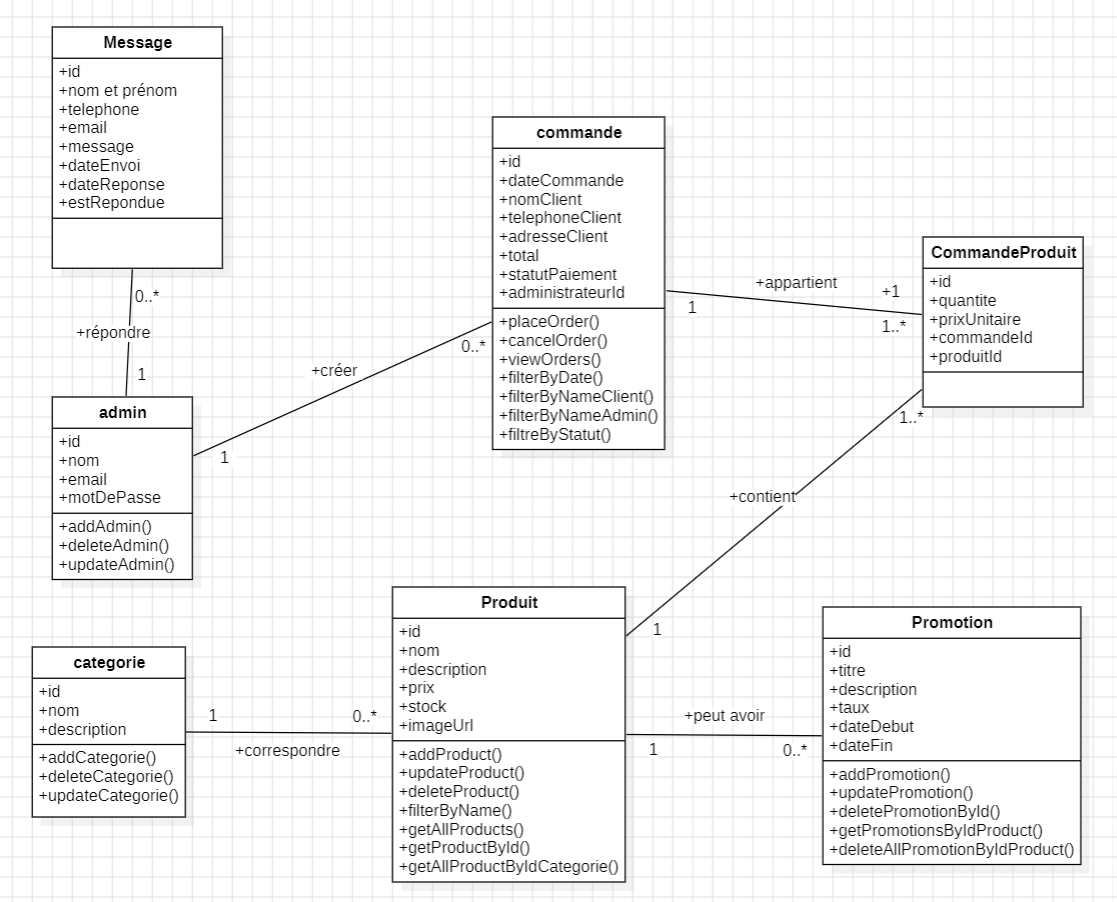 Message
+id
+nom et prénom
+telephone
+email
+message
+dateEnvoi
+dateReponse
+estRepondue
0..*
+répondre
1
admin
+id
+nom
+email
+motDePasse
+addAdmin()
+deleteAdmin()
+updateAdmin()
1
+créer
0..*
commande
+id
+dateCommande
+nomClient
+telephoneClient
+adresseClient
+total
+statutPaiement
+administrateurId
+placeOrder()
+cancelOrder()
+viewOrders()
+filterByDate()
+filterByNameClient()
+filterByNameAdmin()
+filtreByStatut()
+appartient
1
+1
1..*
CommandeProduit
+id
+quantite
+prixUnitaire
+commandeId
+produitId
1..*
+contient
1
categorie
+id
+nom
+description
+addCategorie()
+deleteCategorie()
+updateCategorie()
1
0..*
+correspondre
Produit
+id
+nom
+description
+prix
+stock
+imageUrl
+addProduct()
+updateProduct()
+deleteProduct()
+filterByName()
+getAllProducts()
+getProductById()
+getAllProductByIdCategorie()
+peut avoir
1
0..*
Promotion
+id
+titre
+description
+taux
+dateDebut
+dateFin
+addPromotion()
+updatePromotion()
+deletePromotionById()
+getPromotionsByIdProduct()
+deleteAllPromotionByIdProduct()